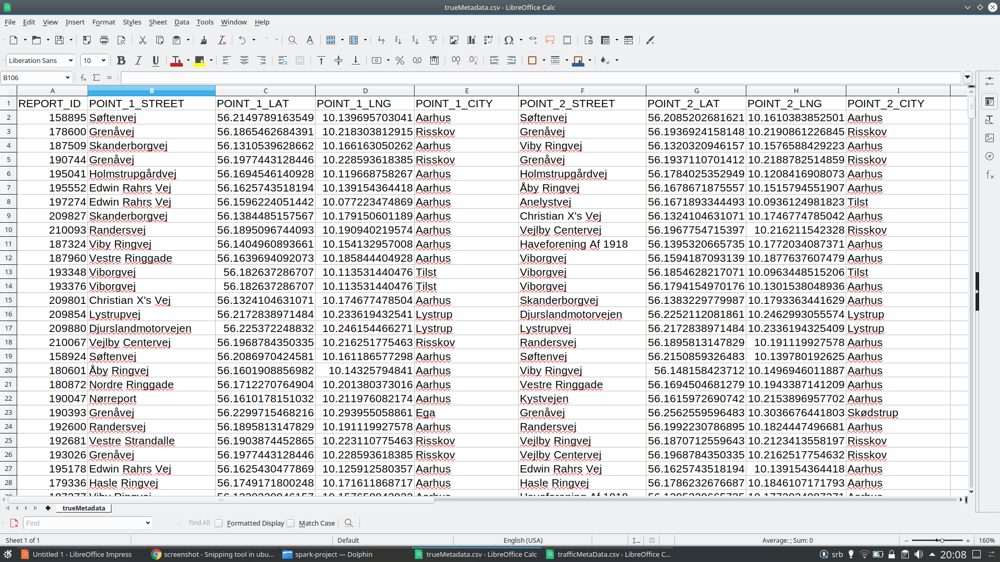 trueMetadata.csv - LibreOffice Calc
File Edit View Insert Format Styles Sheet Data Tools Window Help
Liberation Sans 10
B106
A B C D E F G H I
1 REPORT_ID POINT_1_STREET POINT_1_LAT POINT_1_LNG POINT_1_CITY POINT_2_STREET POINT_2_LAT POINT_2_LNG POINT_2_CITY
2 158895 Søftenvej 56.2149789163549 10.139695703041 Aarhus Søftenvej 56.2085202681621 10.1610383852501 Aarhus
3 178600 Grenåvej 56.1865462684391 10.218303812915 Risskov Grenåvej 56.1936924158148 10.2190861226845 Risskov
4 187509 Skanderborgvej 56.1310539628662 10.166163050262 Aarhus Viby Ringvej 56.1320320946157 10.1576588429223 Aarhus
5 190744 Grenåvej 56.1977443128446 10.228593618385 Risskov Grenåvej 56.1937110701412 10.2188782514859 Risskov
6 195041 Holmstrupgårdvej 56.1694546140928 10.119668758267 Aarhus Holmstrupgårdvej 56.1784025352949 10.1208416908073 Aarhus
7 195552 Edwin Rahrs Vej 56.1625743518194 10.139154364418 Aarhus Åby Ringvej 56.1678671875557 10.1515794551907 Aarhus
8 197274 Edwin Rahrs Vej 56.1596224051442 10.077223474869 Aarhus Anelystvej 56.1671893344493 10.0936124981823 Tilst
9 209827 Skanderborgvej 56.1384485157567 10.179150601189 Aarhus Christian X's Vej 56.1324104631071 10.1746774785042 Aarhus
10 210093 Randersvej 56.1895096744093 10.190940219574 Aarhus Vejlby Centervej 56.1967754715397 10.216211542328 Risskov
11 187324 Viby Ringvej 56.1404960893661 10.154132957008 Aarhus Haveforening Af 1918 56.1395320665735 10.1772034087371 Aarhus
12 187960 Vestre Ringgade 56.1639694092073 10.185844404928 Aarhus Viborgvej 56.1594187093139 10.1877637607479 Aarhus
13 193348 Viborgvej 56.182637286707 10.113531440476 Tilst Viborgvej 56.1854628217071 10.0963448515206 Tilst
14 193376 Viborgvej 56.182637286707 10.113531440476 Tilst Viborgvej 56.1794154970176 10.1301538048936 Aarhus
15 209801 Christian X's Vej 56.1324104631071 10.174677478504 Aarhus Skanderborgvej 56.1383229779987 10.1793363441629 Aarhus
16 209854 Lystrupvej 56.2172838971484 10.233619432541 Lystrup Djurslandmotorvejen 56.2252112081861 10.2462993055574 Lystrup
17 209880 Djurslandmotorvejen 56.225372248832 10.246154466271 Lystrup Lystrupvej 56.2172838971484 10.2336194325409 Lystrup
18 210067 Vejlby Centervej 56.1968784350335 10.216251775463 Risskov Randersvej 56.1895813147829 10.191119927578 Aarhus
19 158924 Søftenvej 56.2086970424581 10.161186577298 Aarhus Søftenvej 56.2150859326483 10.139780192625 Aarhus
20 180601 Åby Ringvej 56.1601908856982 10.14325794841 Aarhus Viby Ringvej 56.148158423712 10.1496946011887 Aarhus
21 180872 Nordre Ringgade 56.1712270764904 10.201380373016 Aarhus Vestre Ringgade 56.1694504681279 10.1943387141209 Aarhus
22 190047 Nørreport 56.1610178151032 10.211976082174 Aarhus Kystvejen 56.1615972690742 10.2153896957702 Aarhus
23 190393 Grenåvej 56.2299715468216 10.293955058861 Ega Grenåvej 56.2562559596483 10.3036676441803 Skødstrup
24 192600 Randersvej 56.1895813147829 10.191119927578 Aarhus Randersvej 56.1992230786895 10.1824447496681 Aarhus
25 192681 Vestre Strandalle 56.1903874452865 10.223110775463 Risskov Vejlby Ringvej 56.1870712559643 10.2123413558197 Risskov
26 193026 Grenåvej 56.1977443128446 10.228593618385 Risskov Vejlby Centervej 56.1968784350335 10.2162517754632 Risskov
27 195178 Edwin Rahrs Vej 56.1625430477869 10.125912580357 Aarhus Edwin Rahrs Vej 56.1625743518194 10.139154364418 Aarhus
28 179336 Hasle Ringvej 56.1749171800248 10.171611868717 Aarhus Hasle Ringvej 56.1786232676687 10.1846107171793 Aarhus
trueMetadata
Find Find All Formatted Display Match Case
Sheet 1 of 1 Default English (USA) Average: ; Sum: 0 160%
Untitled 1 - LibreOffice Impress screenshot - Snipping tool in ubu... spark-project — Dolphin trueMetadata.csv - LibreOffice Calc trafficMetaData.csv - LibreOffice C... srb 20:08